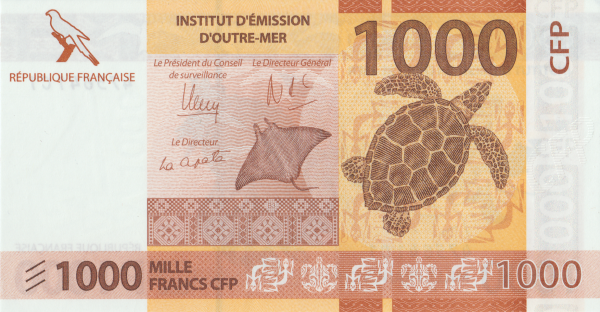 INSTITUT D'ÉMISSION
D'OUTRE-MER
1000
CFP
RÉPUBLIQUE FRANÇAISE
Le Président du Conseil
de surveillance
Le Directeur Général
Le Directeur
1000
MILLE
FRANCS CFP
1000